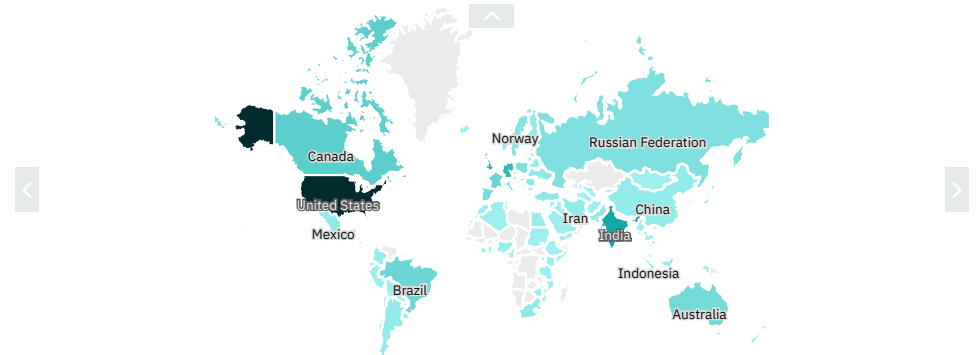 Norway
Russian Federation
Canada
United States
China
Iran
Mexico
India
Indonesia
Brazil
Australia